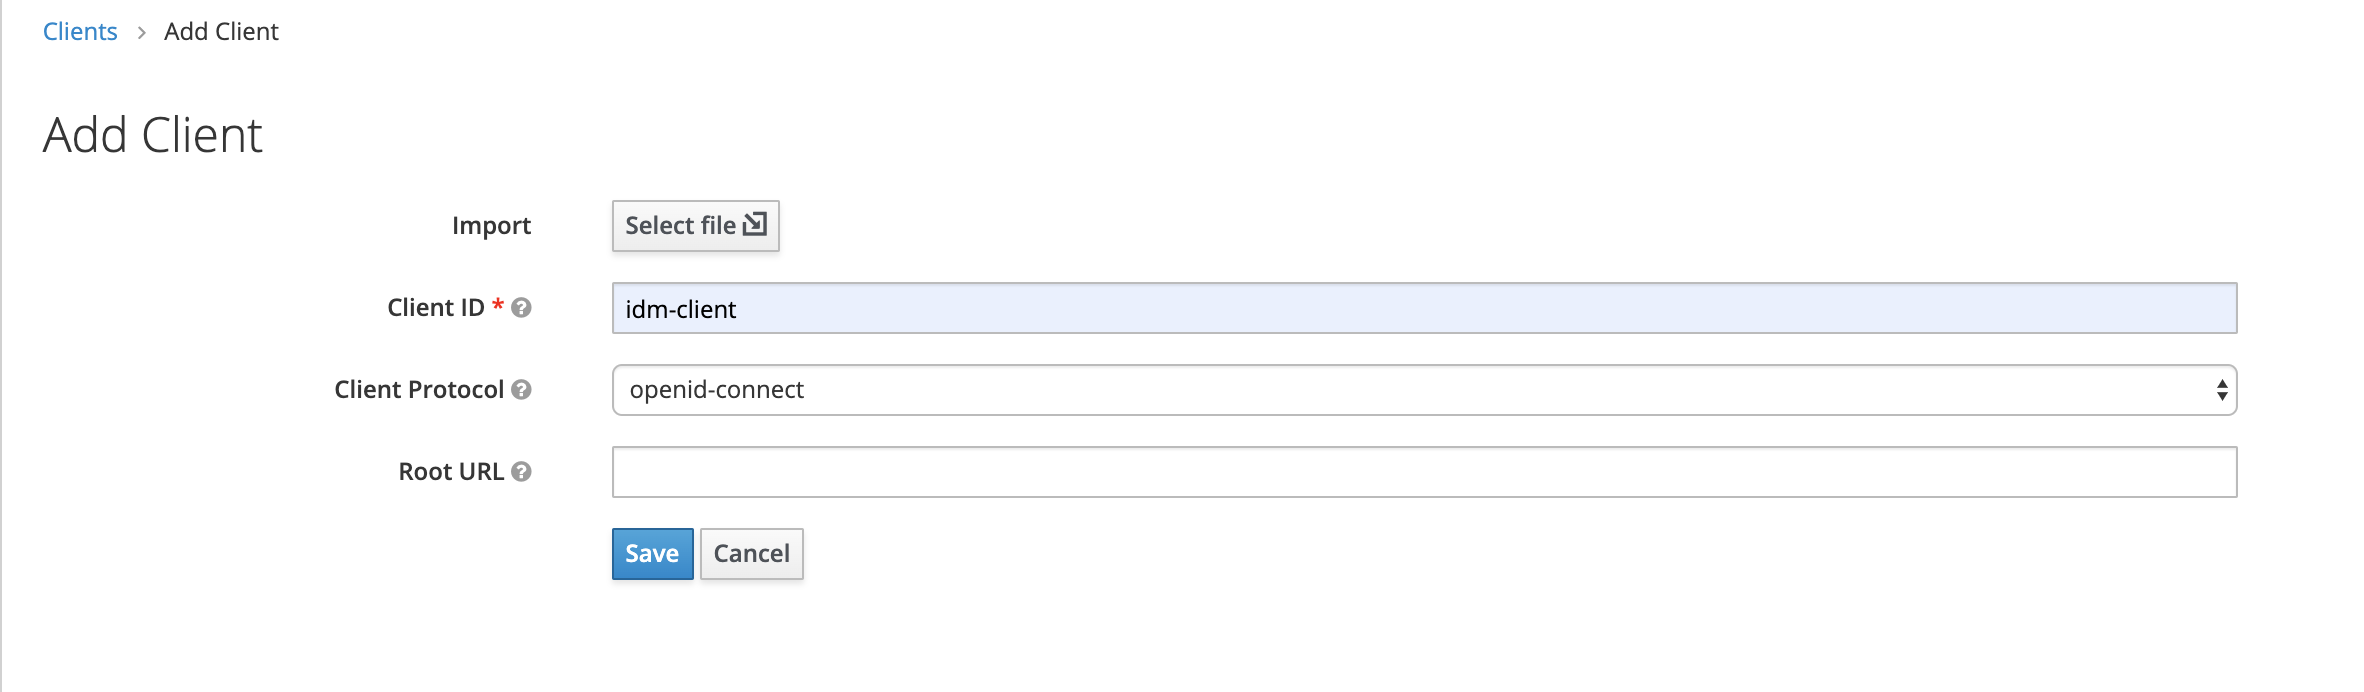 Clients > Add Client
Add Client
Import Select file
Client ID * ? idm-client
Client Protocol ? openid-connect
Root URL ?
Save Cancel